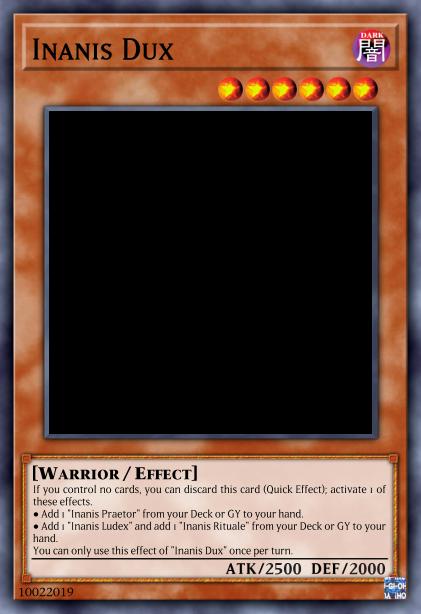 INANIS DUX
DARK
闇
[WARRIOR / EFFECT]
If you control no cards, you can discard this card (Quick Effect); activate 1 of
these effects.
● Add 1 "Inanis Praetor" from your Deck or GY to your hand.
● Add 1 "Inanis Ludex" and add 1 "Inanis Rituale" from your Deck or GY to your
hand.
You can only use this effect of "Inanis Dux" once per turn.
ATK/2500 DEF/2000
10022019